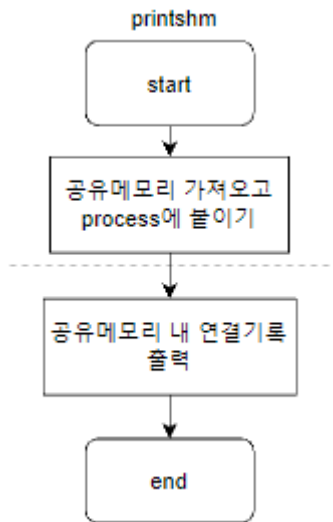 printshm
start
공유메모리 가져오고
process에 붙이기
공유메모리 내 연결기록
출력
end